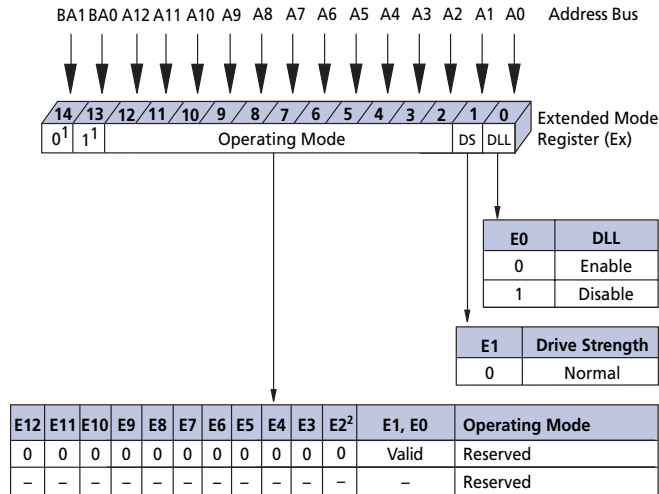 BA1 BA0 A12 A11 A10 A9 A8 A7 A6 A5 A4 A3 A2 A1 A0 Address Bus
14 13 12 11 10 9 8 7 6 5 4 3 2 1 0 Extended Mode
0¹ 1¹ Operating Mode DS DLL Register (Ex)
E0 DLL
0 Enable
1 Disable
E1 Drive Strength
0 Normal
E12 E11 E10 E9 E8 E7 E6 E5 E4 E3 E2² E1, E0 Operating Mode
0 0 0 0 0 0 0 0 0 0 0 Valid Reserved
– – – – – – – – – – – – Reserved